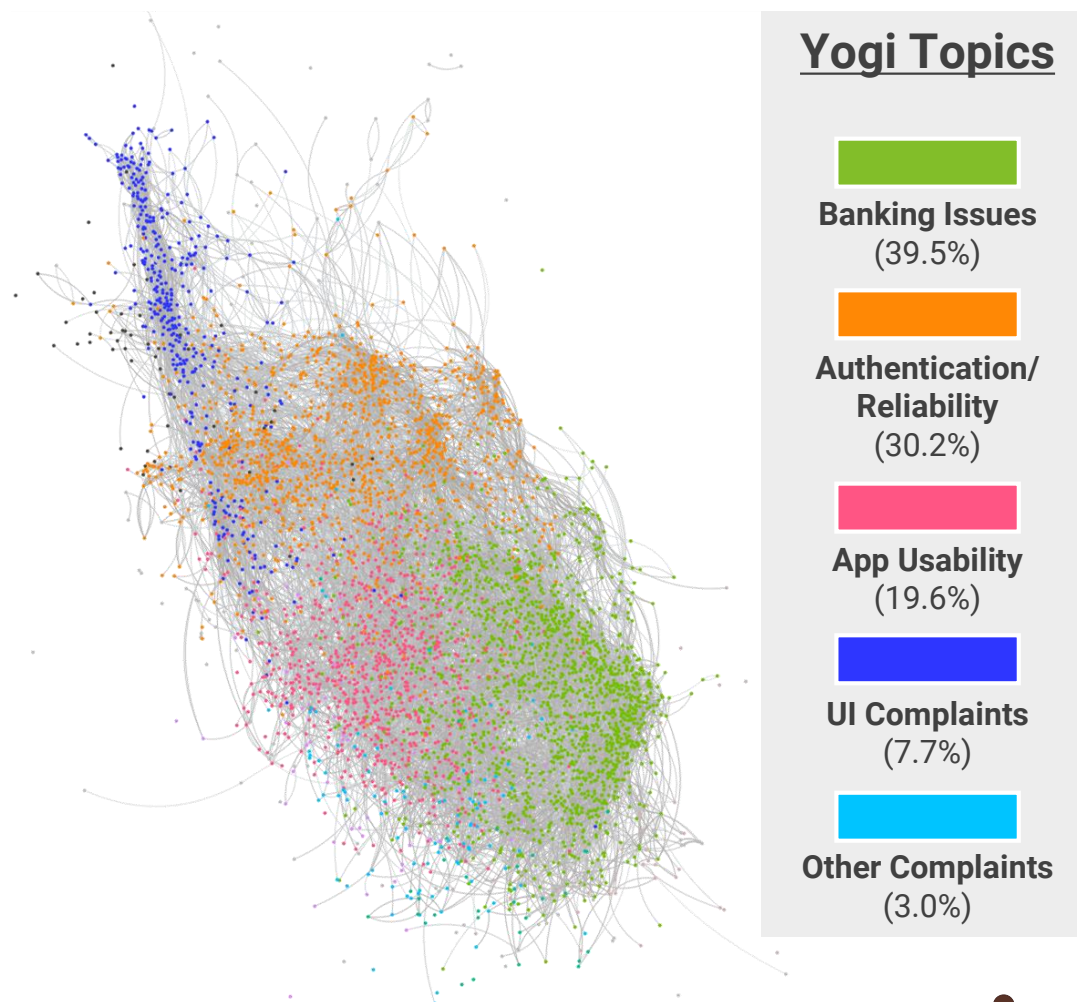 Yogi Topics
Banking Issues
(39.5%)
Authentication/
Reliability
(30.2%)
App Usability
(19.6%)
UI Complaints
(7.7%)
Other Complaints
(3.0%)